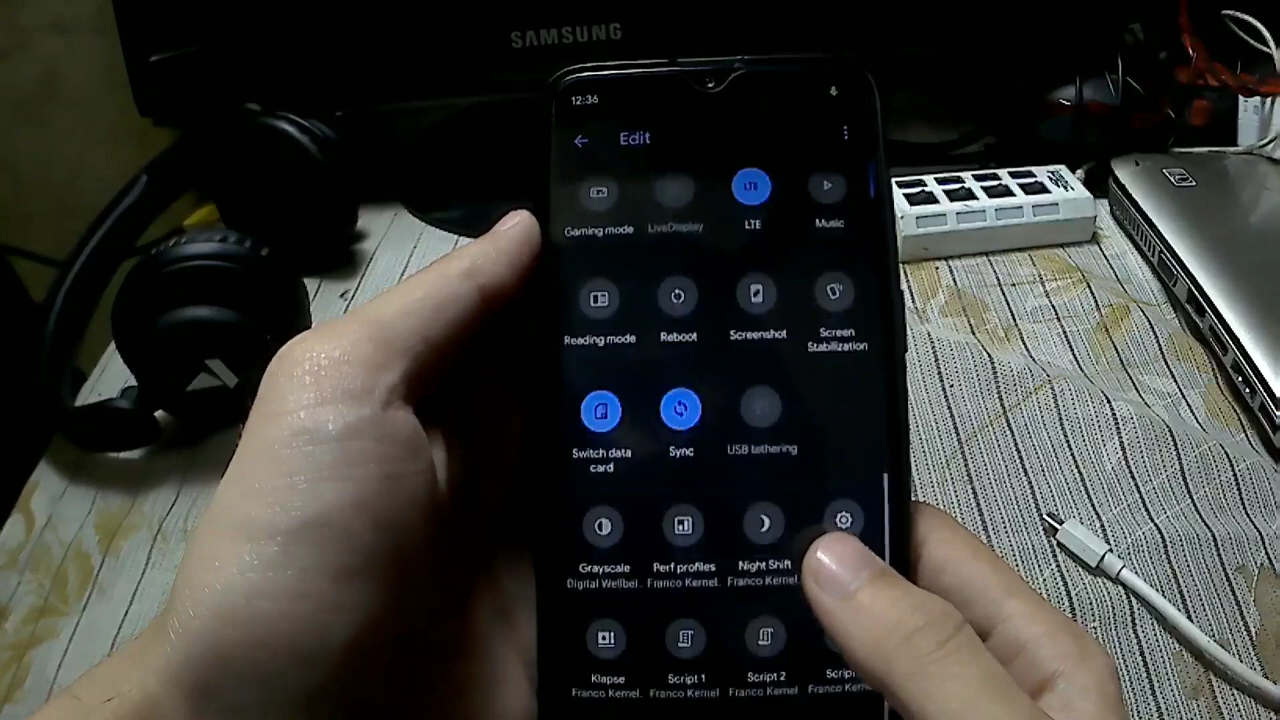 SAMSUNG
12:36
Edit
LTE
Gaming mode
LiveDisplay
LTE
Music
Reading mode
Reboot
Screenshot
Screen
Stabilization
Switch data
card
Sync
USB tethering
Grayscale
Digital Wellbei..
Perf profiles
Franco Kernel..
Night Shift
Franco Kernel..
Klapse
Franco Kernel..
Script 1
Franco Kernel
Script 2
Franco Kernel